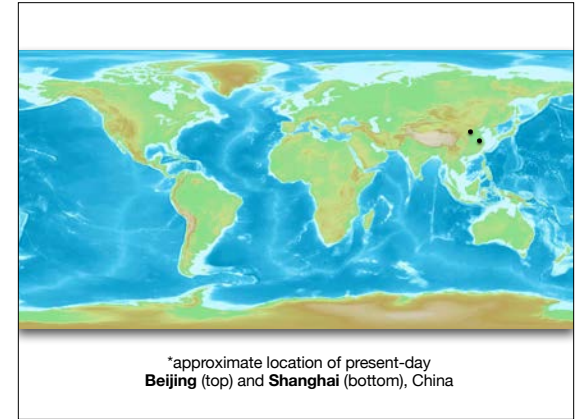 *approximate location of present-day
Beijing (top) and Shanghai (bottom), China